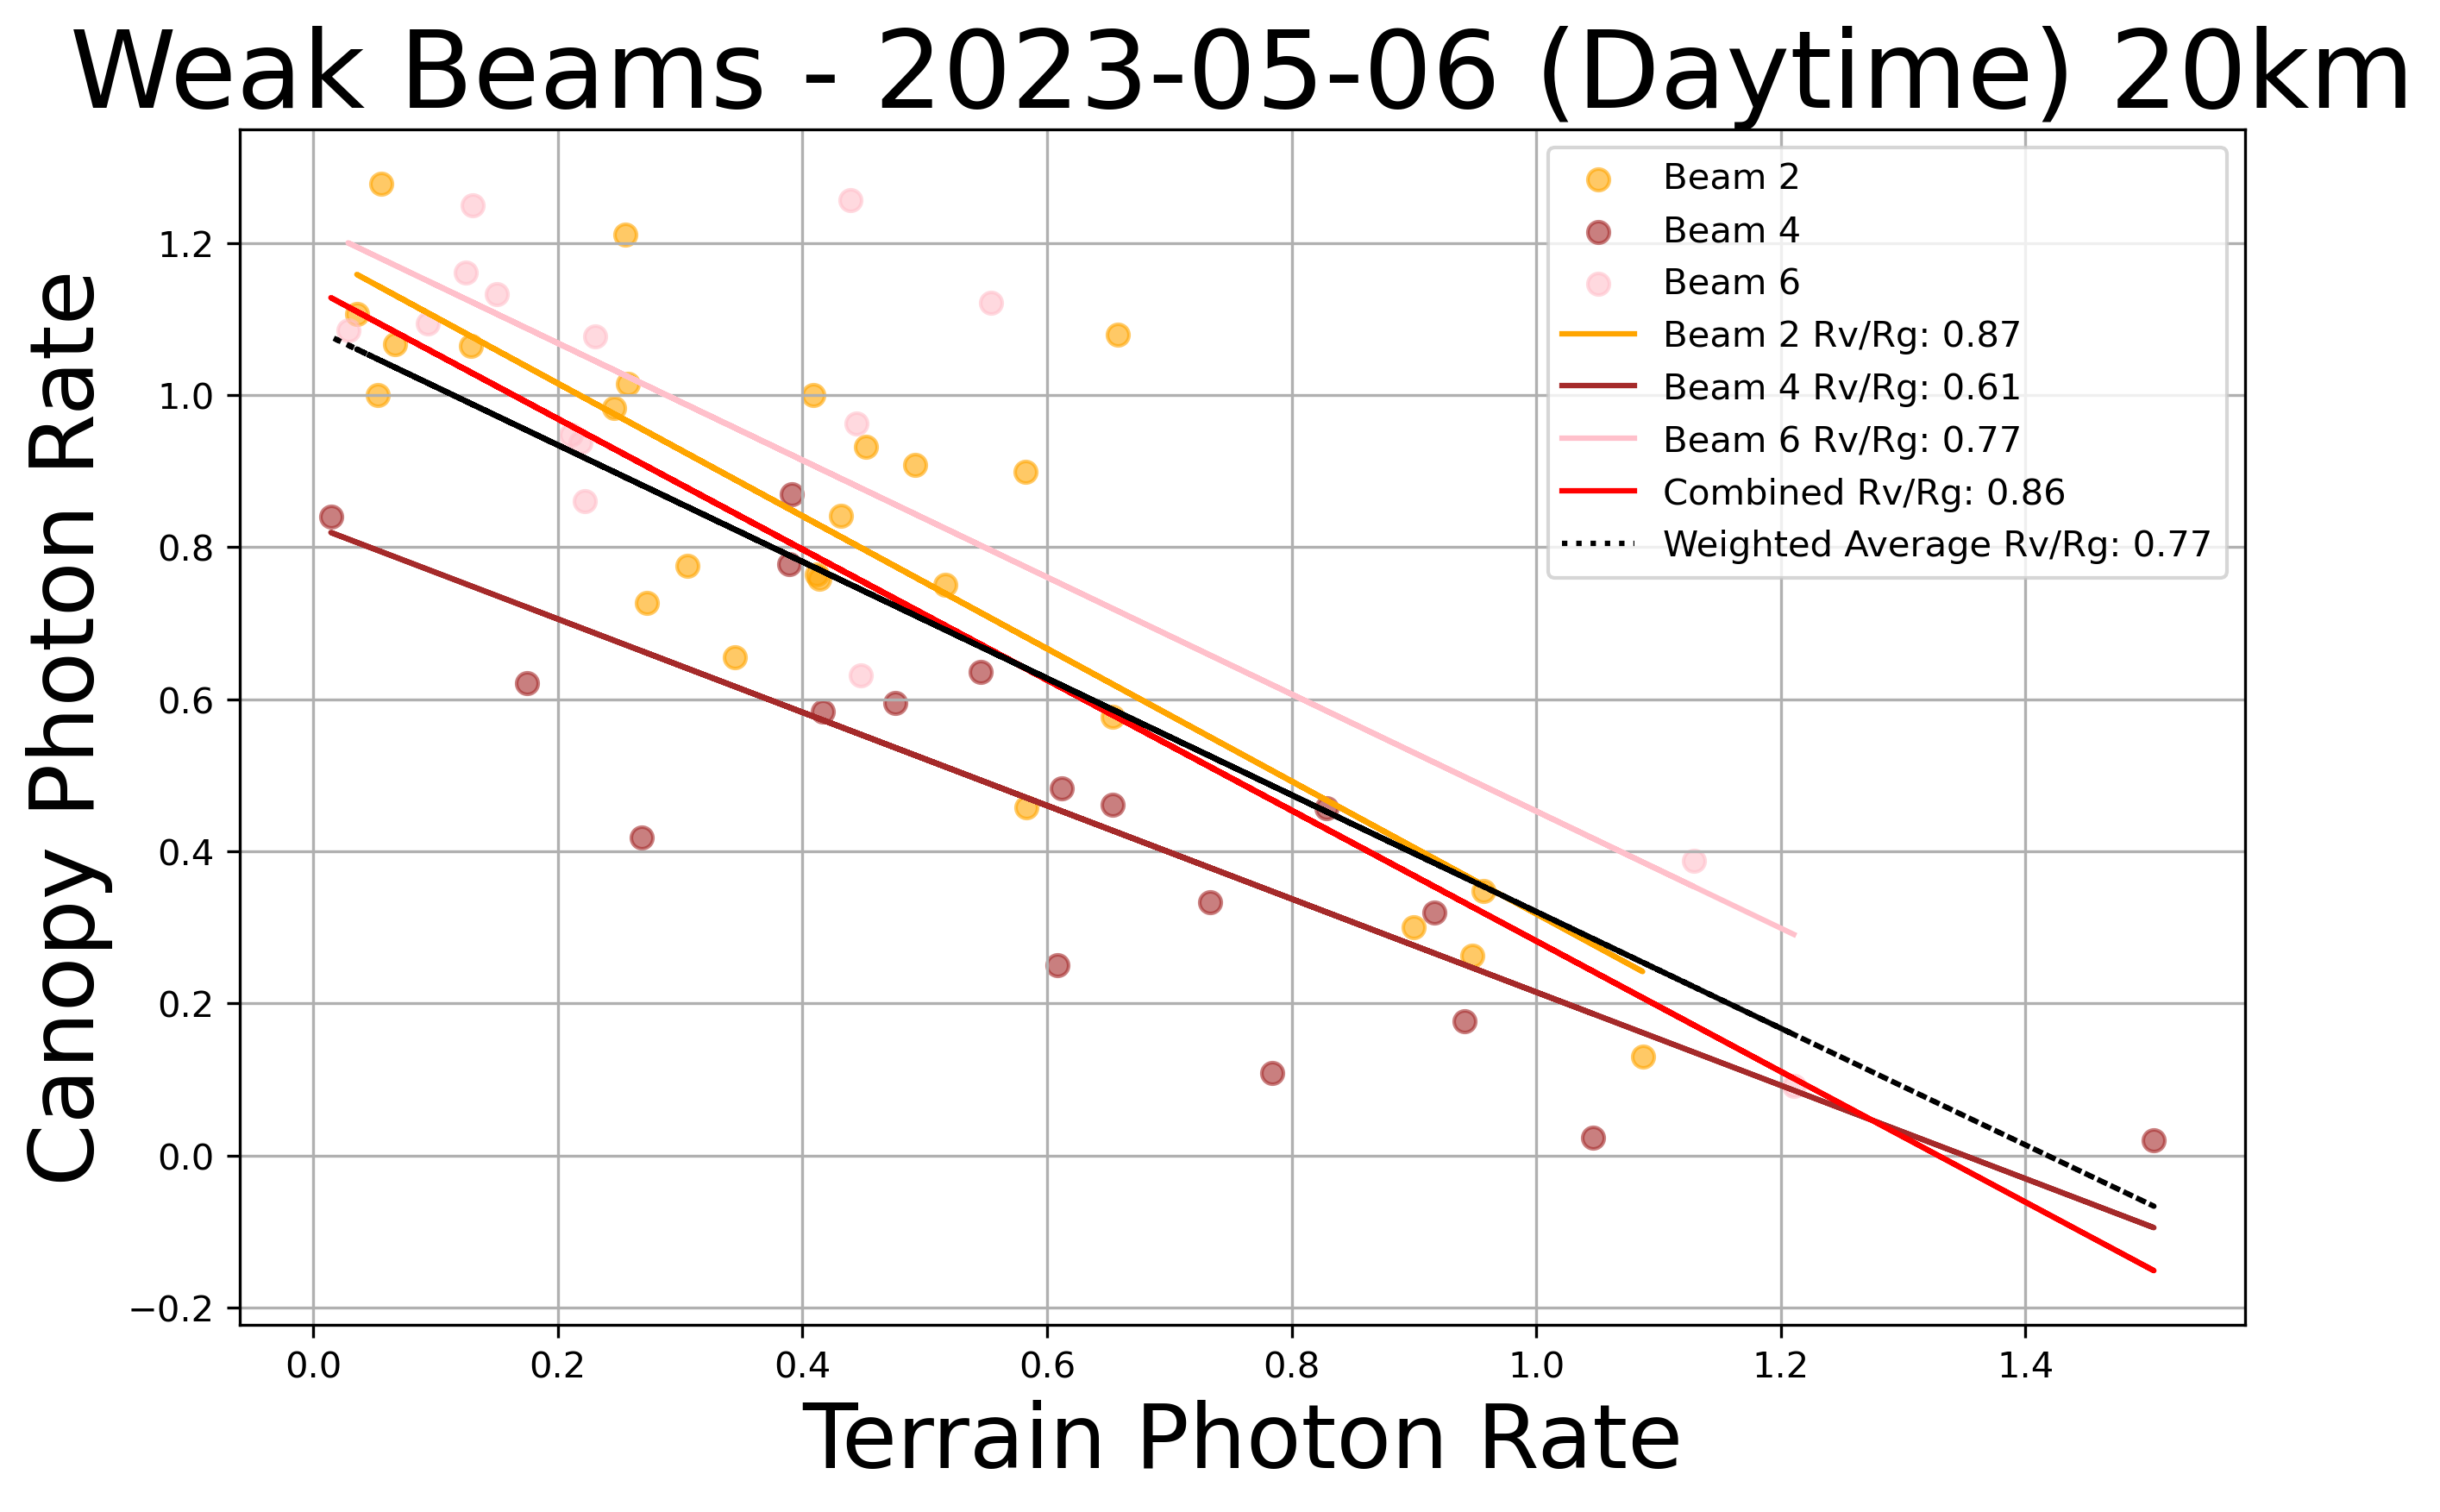 Weak Beams - 2023-05-06 (Daytime) 20km
Canopy Photon Rate
1.2
1.0
0.8
0.6
0.4
0.2
0.0
−0.2
Beam 2
Beam 4
Beam 6
Beam 2 Rv/Rg: 0.87
Beam 4 Rv/Rg: 0.61
Beam 6 Rv/Rg: 0.77
Combined Rv/Rg: 0.86
Weighted Average Rv/Rg: 0.77
0.0 0.2 0.4 0.6 0.8 1.0 1.2 1.4
Terrain Photon Rate